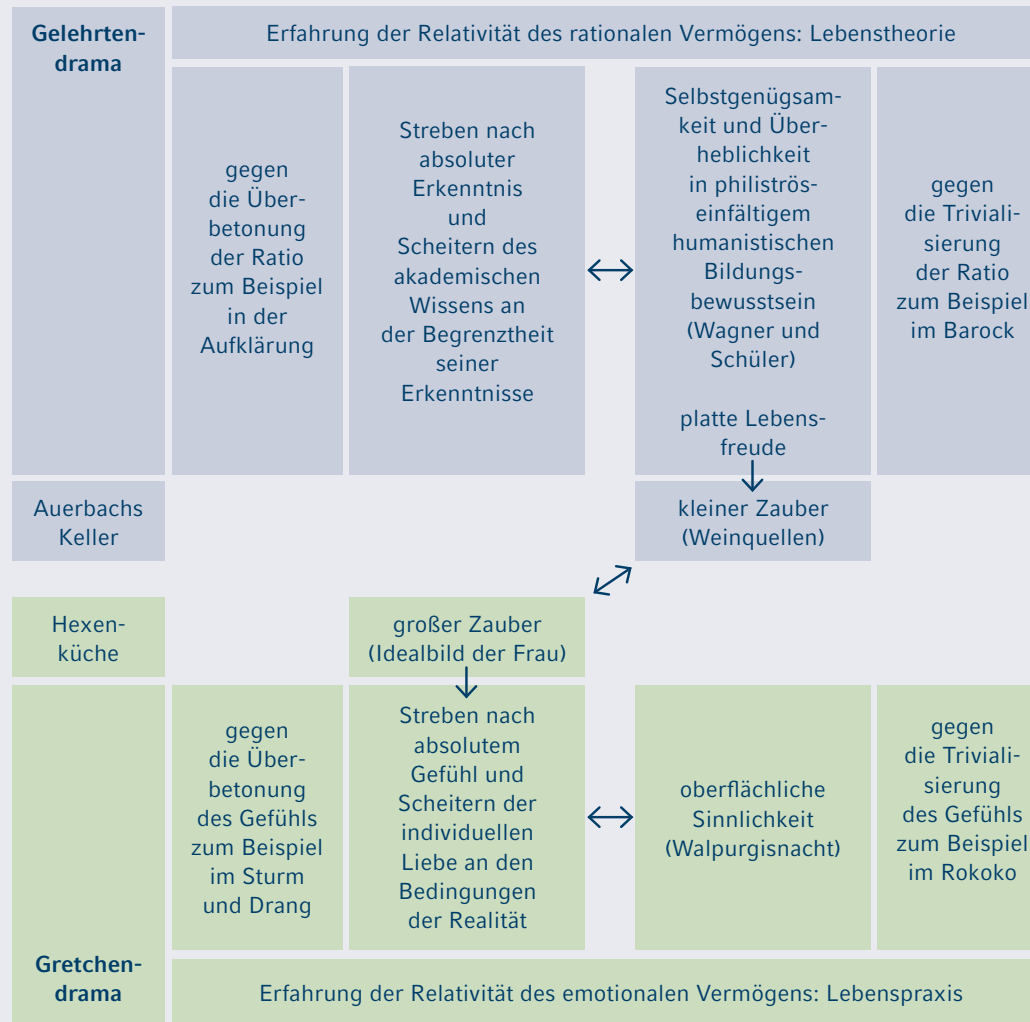 Gelehrten-
drama
Erfahrung der Relativität des rationalen Vermögens: Lebenstheorie
gegen
die Über-
betonung
der Ratio
zum Beispiel
in der
Aufklärung
Streben nach
absoluter
Erkenntnis
und
Scheitern des
akademischen
Wissens an
der Begrenztheit
seiner
Erkenntnisse
Selbstgenügsam-
keit und Über-
heblichkeit
in philiströs-
einfältigem
humanistischen
Bildungs-
bewusstsein
(Wagner und
Schüler)
platte Lebens-
freude
gegen
die Triviali-
sierung
der Ratio
zum Beispiel
im Barock
Auerbachs
Keller
kleiner Zauber
(Weinquellen)
Hexen-
küche
großer Zauber
(Idealbild der Frau)
gegen
die Über-
betonung
des Gefühls
zum Beispiel
im Sturm
und Drang
Streben nach
absolutem
Gefühl und
Scheitern der
individuellen
Liebe an den
Bedingungen
der Realität
oberflächliche
Sinnlichkeit
(Walpurgisnacht)
gegen
die Triviali-
sierung
des Gefühls
zum Beispiel
im Rokoko
Gretchen-
drama
Erfahrung der Relativität des emotionalen Vermögens: Lebenspraxis